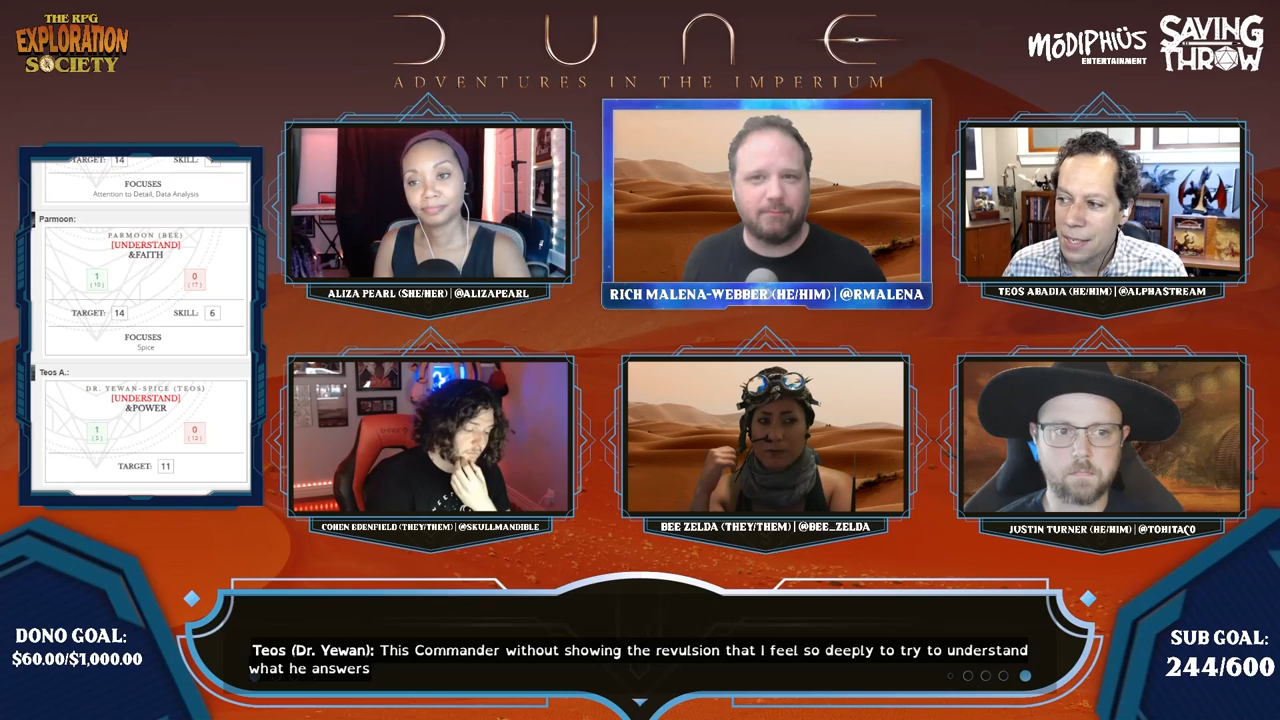 THE RPG
EXPLORATION
SOCIETY
DUNE
ADVENTURES IN THE IMPERIUM
MŌDIPHIÜS
ENTERTAINMENT
SAVING
THROW
TARGET: 14 SKILL:
FOCUSES
Attention to Detail, Data Analysis
Parmoon:
PARMOON (BEE)
[UNDERSTAND]
&FAITH
1 0
TARGET: 14 SKILL: 6
FOCUSES
Spice
Teos A.:
DR. YEWAN-SPICE (TEOS)
[UNDERSTAND]
&POWER
1 0
TARGET: 11
ALIZA PEARL (SHE/HER) | @ALIZAPEARL
RICH MALENA-WEBBER (HE/HIM) | @RMALENA
TEOS ABADIA (HE/HIM) | @ALPHASTREAM
COHEN EDENFIELD (THEY/THEM) | @SKULLMANDIBLE
BEE ZELDA (THEY/THEM) | @BEE_ZELDA
JUSTIN TURNER (HE/HIM) | @TOHITACO
DONO GOAL:
$60.00/$1,000.00
Teos (Dr. Yewan): This Commander without showing the revulsion that I feel so deeply to try to understand
what he answers
SUB GOAL:
244/600